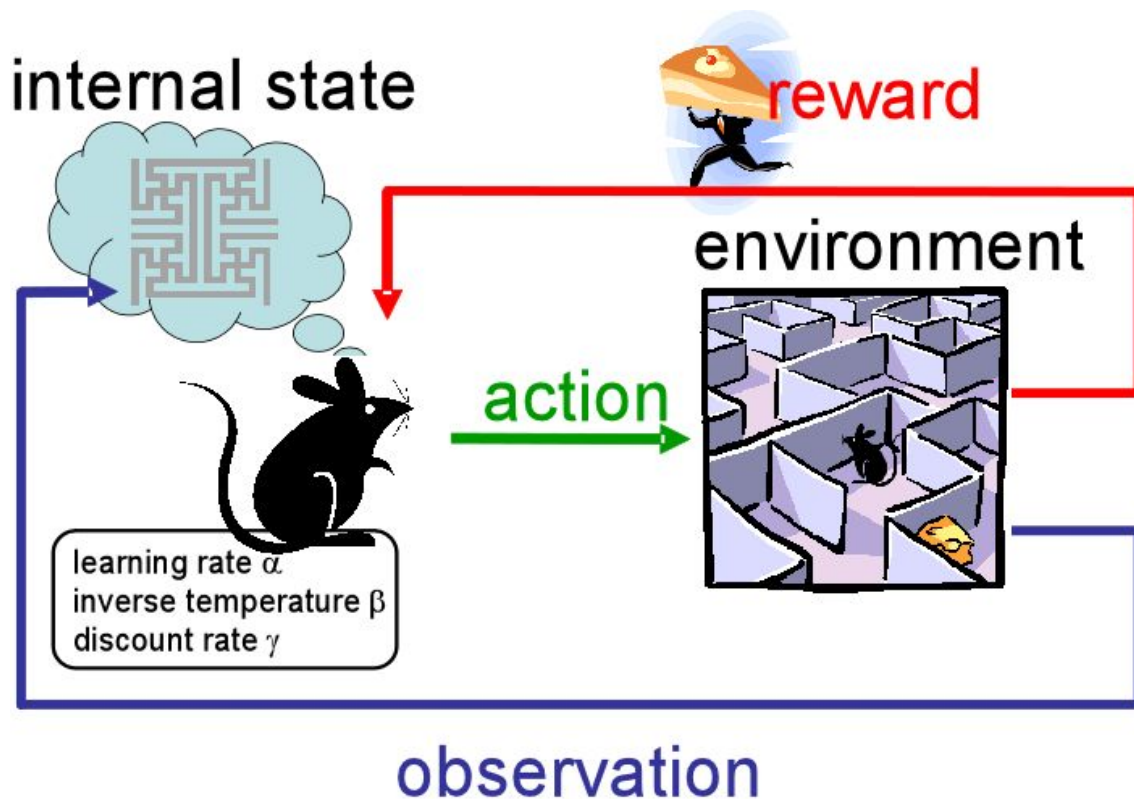 internal state
reward
environment
action
learning rate α
inverse temperature β
discount rate γ
observation